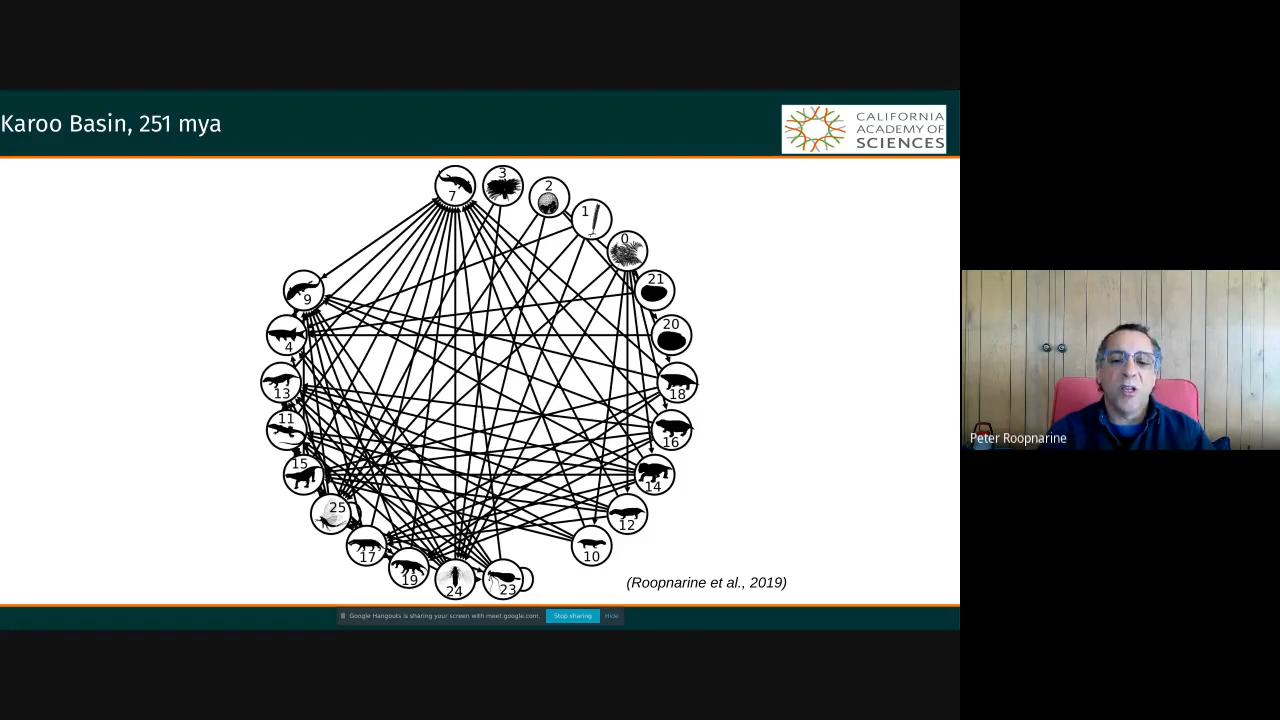 Karoo Basin, 251 mya
CALIFORNIA
ACADEMY OF
SCIENCES
7
3
2
1
0
21
20
18
16
14
12
10
23
24
19
17
25
15
11
13
4
9
(Roopnarine et al., 2019)
Google Hangouts is sharing your screen with meet.google.com.
Stop sharing
Hide
Peter Roopnarine